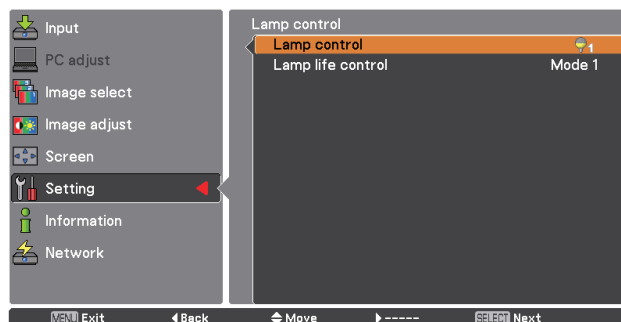 Input
PC adjust
Image select
Image adjust
Screen
Setting
Information
Network
Lamp control
Lamp control 1
Lamp life control Mode 1
MENU Exit Back Move ----- SELECT Next